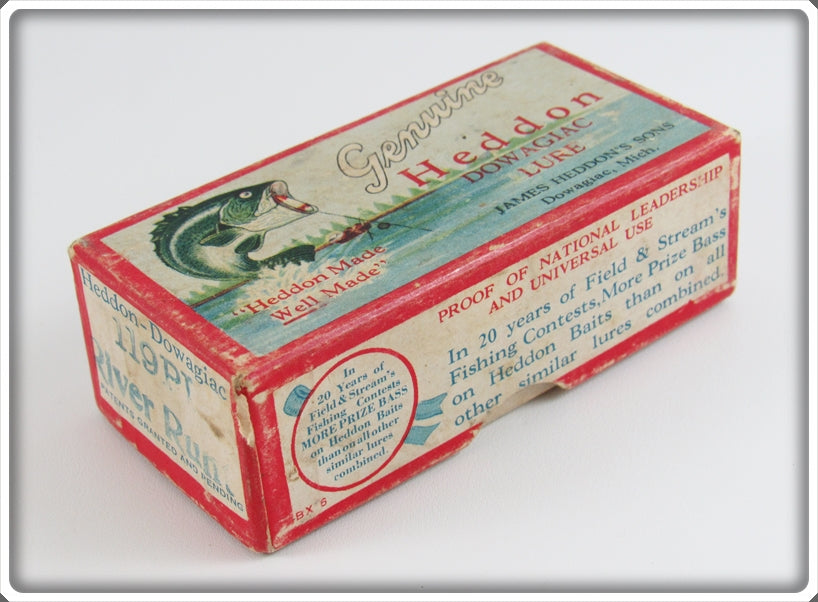 Genuine
Heddon
DOWAGIAC
LURE
JAMES HEDDON'S SONS
Dowagiac, Mich.
"Heddon Made
Well Made"
PROOF OF NATIONAL LEADERSHIP
AND UNIVERSAL USE
In 20 years of Field & Stream's
Fishing Contests, More Prize Bass
on Heddon Baits than on all
other similar lures combined.
In
20 Years of
Field & Stream's
Fishing Contests
MORE PRIZE BASS
on Heddon Baits
than on all other
similar lures
combined.
BX 6
Heddon-Dowagiac
River Runt
PATENTS GRANTED AND PENDING